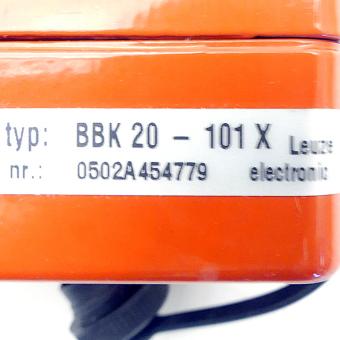 typ: BBK 20 – 101 X Leuze
nr.: 0502A454779 electronic